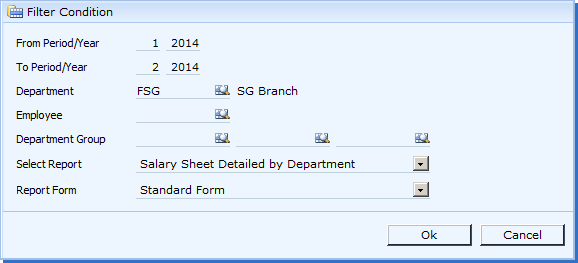 Filter Condition
From Period/Year 1 2014
To Period/Year 2 2014
Department FSG SG Branch
Employee
Department Group
Select Report Salary Sheet Detailed by Department
Report Form Standard Form
Ok Cancel